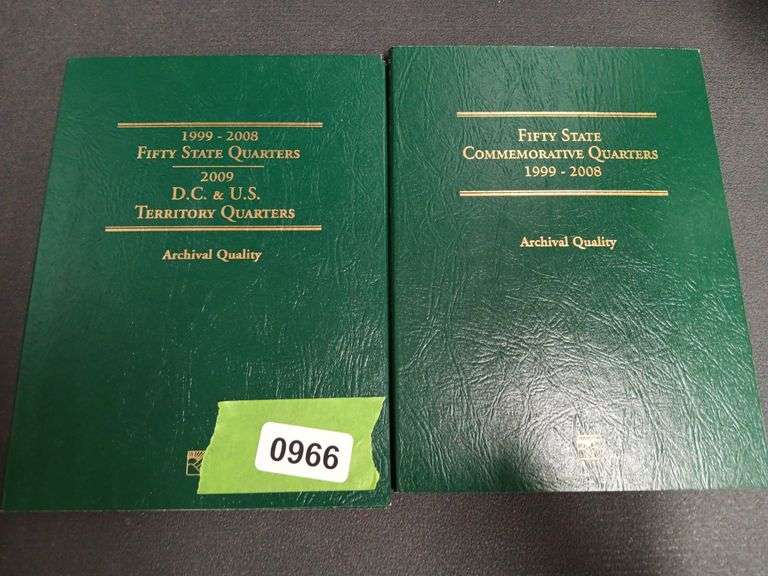 1999 - 2008
FIFTY STATE QUARTERS
2009
D.C. & U.S.
TERRITORY QUARTERS
Archival Quality
0966
FIFTY STATE
COMMEMORATIVE QUARTERS
1999 - 2008
Archival Quality